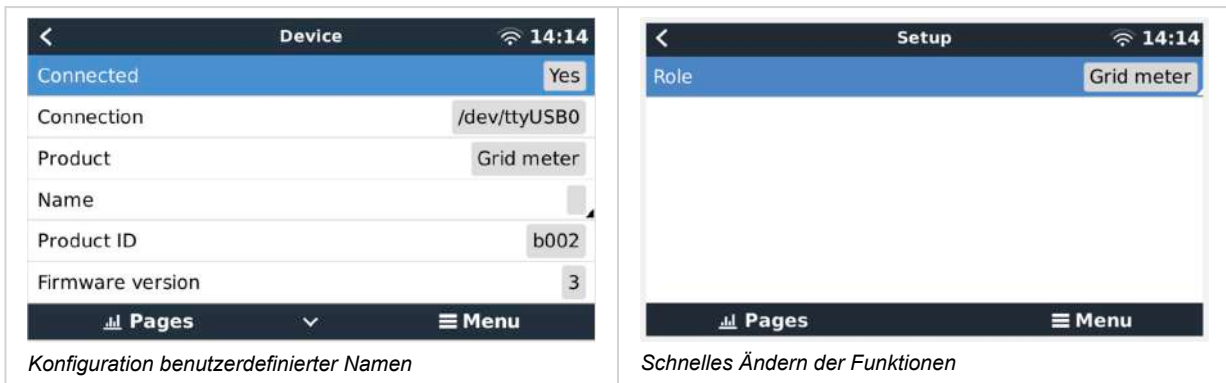 Device 14:14
Connected Yes
Connection /dev/ttyUSB0
Product Grid meter
Name
Product ID b002
Firmware version 3
Pages Menu
Konfiguration benutzerdefinierter Namen
Setup 14:14
Role Grid meter
Pages Menu
Schnelles Ändern der Funktionen